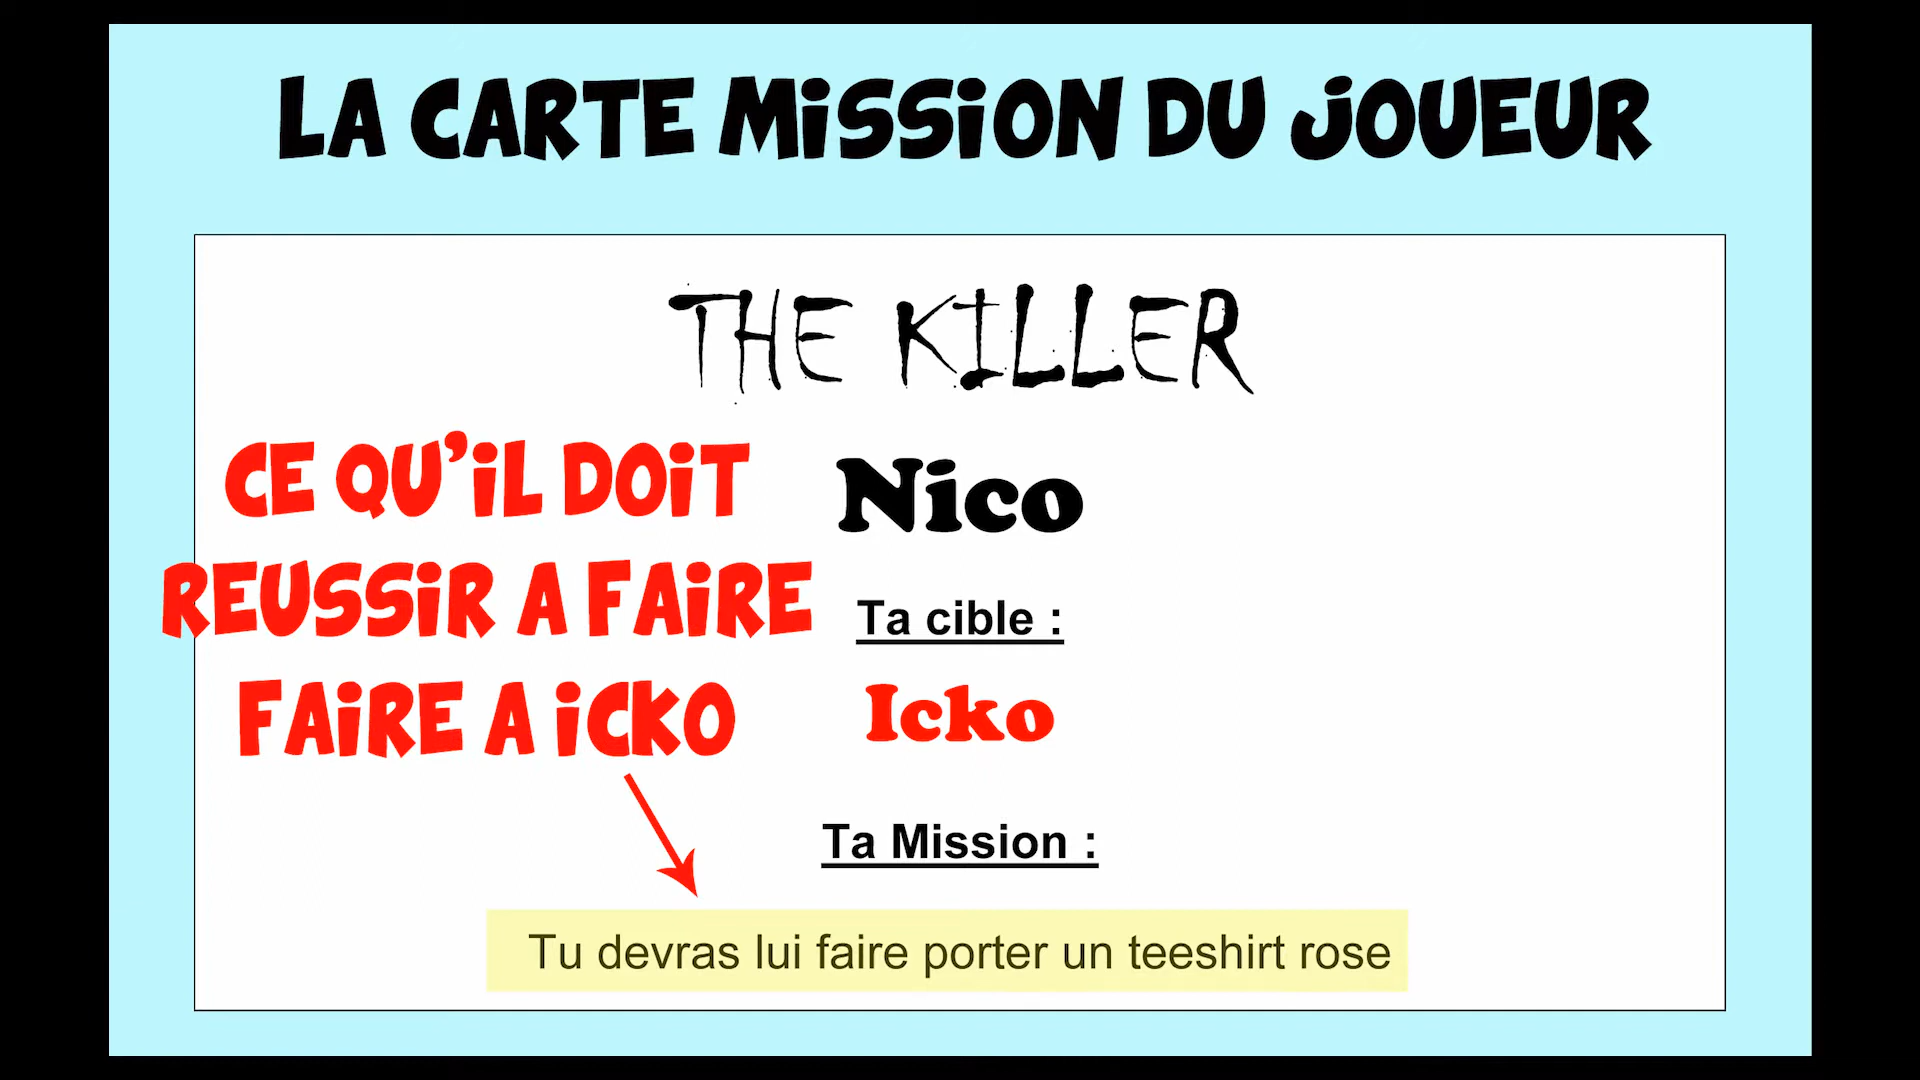 LA CARTE MiSSiON DU jOUEUR
THE KILLER
CE QU'iL DOiT
REUSSiR A FAiRE
FAiRE A iCKO
Nico
Ta cible :
Icko
Ta Mission :
Tu devras lui faire porter un teeshirt rose